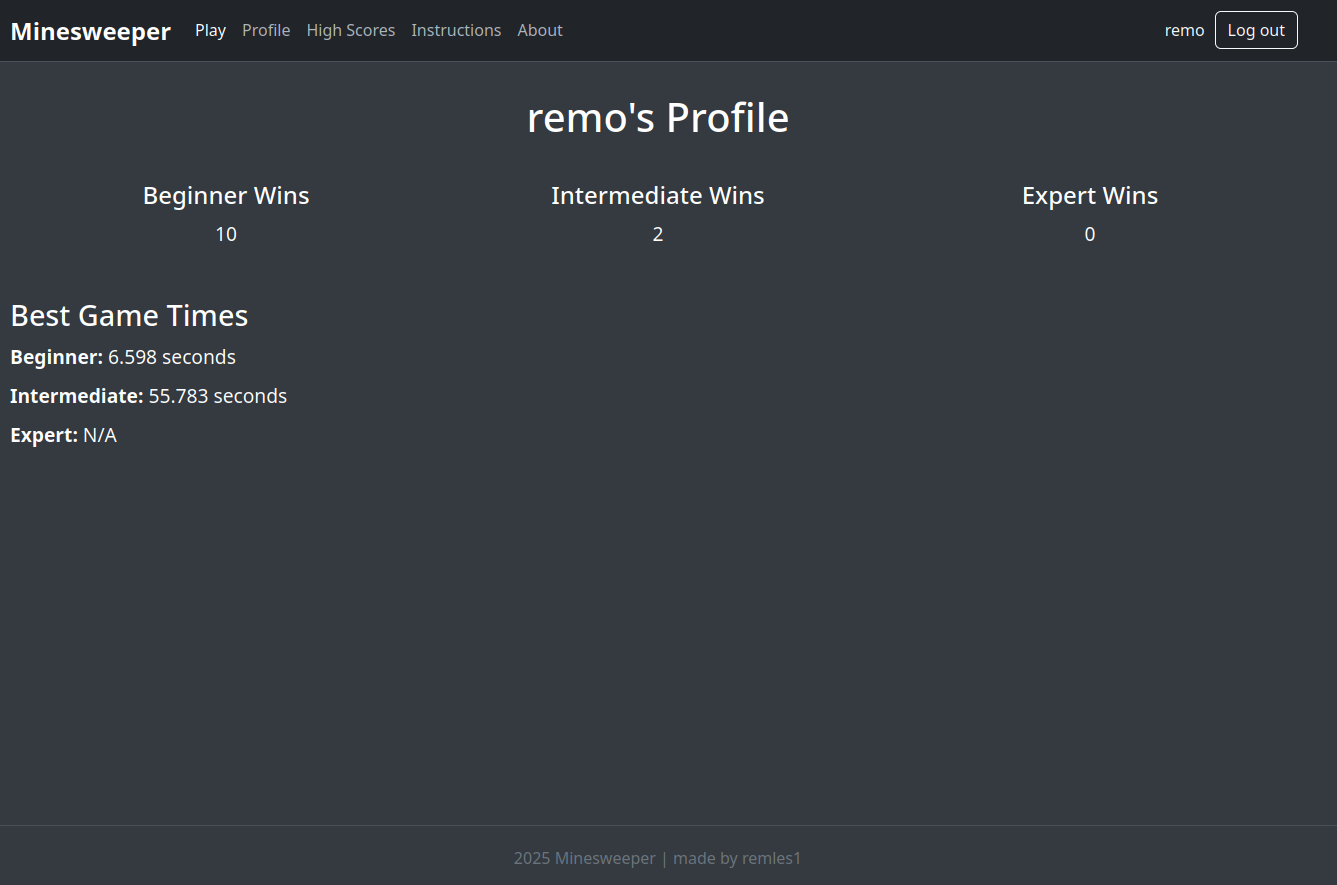 Minesweeper Play Profile High Scores Instructions About remo Log out
remo's Profile
Beginner Wins Intermediate Wins Expert Wins
10 2 0
Best Game Times
Beginner: 6.598 seconds
Intermediate: 55.783 seconds
Expert: N/A
2025 Minesweeper | made by remles1